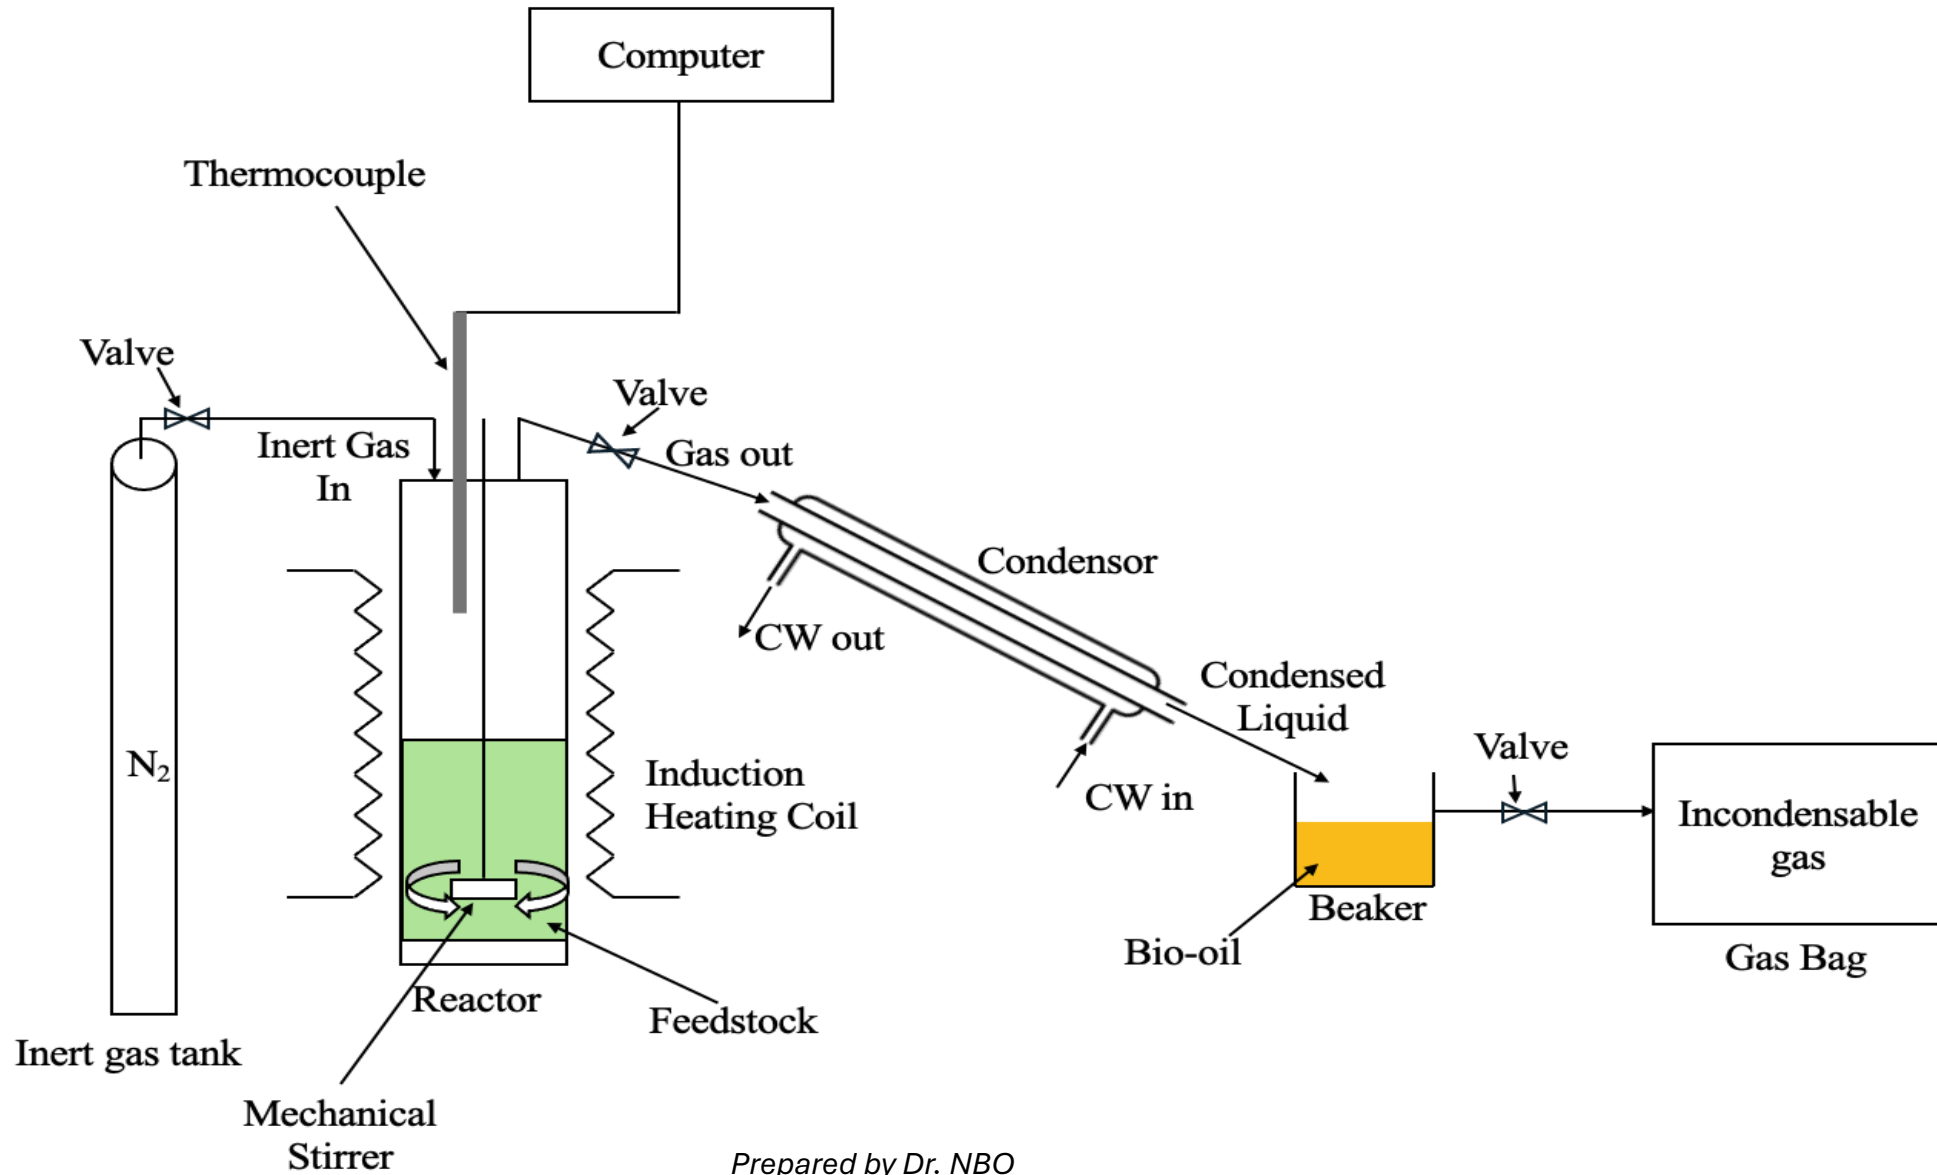 Computer
Thermocouple
Valve
Valve
Inert Gas
In
Gas out
Condensor
CW out
Condensed
Liquid
N₂
Induction
Heating Coil
CW in
Valve
Incondensable
gas
Beaker
Bio-oil
Gas Bag
Reactor
Feedstock
Inert gas tank
Mechanical
Stirrer
Prepared by Dr. NBO